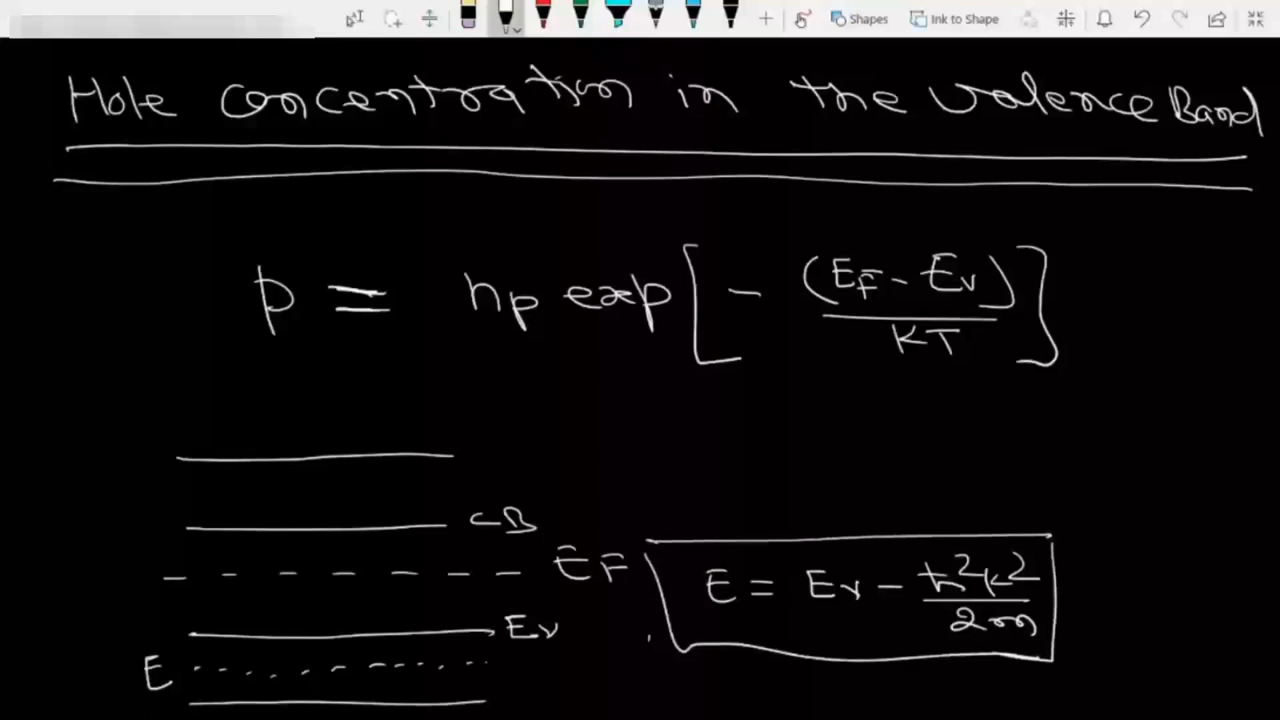 Shapes Ink to Shape
Hole concentration in the valence Band
p = np exp [ - (EF - Ev) / KT ]
CB
EF
E = Ev - ħ²k² / 2m
Ev
E